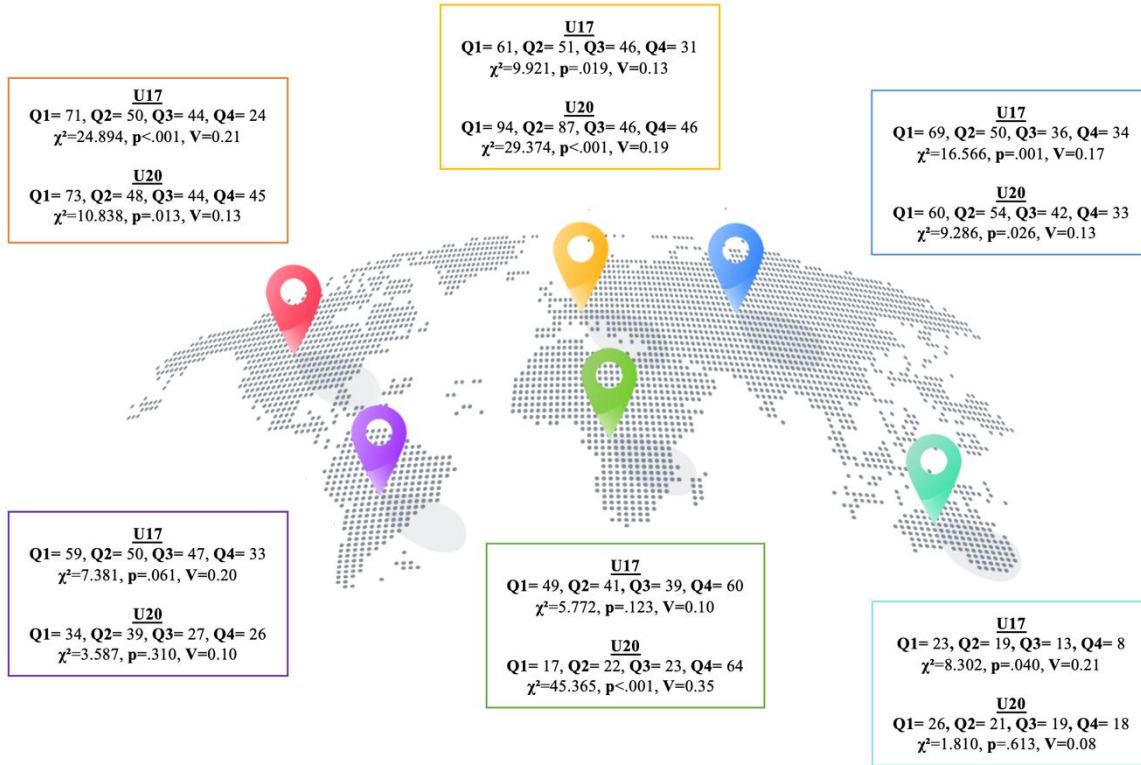 U17
Q1= 61, Q2= 51, Q3= 46, Q4= 31
χ²=9.921, p=.019, V=0.13
U20
Q1= 94, Q2= 87, Q3= 46, Q4= 46
χ²=29.374, p<.001, V=0.19
U17
Q1= 71, Q2= 50, Q3= 44, Q4= 24
χ²=24.894, p<.001, V=0.21
U20
Q1= 73, Q2= 48, Q3= 44, Q4= 45
χ²=10.838, p=.013, V=0.13
U17
Q1= 69, Q2= 50, Q3= 36, Q4= 34
χ²=16.566, p=.001, V=0.17
U20
Q1= 60, Q2= 54, Q3= 42, Q4= 33
χ²=9.286, p=.026, V=0.13
U17
Q1= 59, Q2= 50, Q3= 47, Q4= 33
χ²=7.381, p=.061, V=0.20
U20
Q1= 34, Q2= 39, Q3= 27, Q4= 26
χ²=3.587, p=.310, V=0.10
U17
Q1= 49, Q2= 41, Q3= 39, Q4= 60
χ²=5.772, p=.123, V=0.10
U20
Q1= 17, Q2= 22, Q3= 23, Q4= 64
χ²=45.365, p<.001, V=0.35
U17
Q1= 23, Q2= 19, Q3= 13, Q4= 8
χ²=8.302, p=.040, V=0.21
U20
Q1= 26, Q2= 21, Q3= 19, Q4= 18
χ²=1.810, p=.613, V=0.08